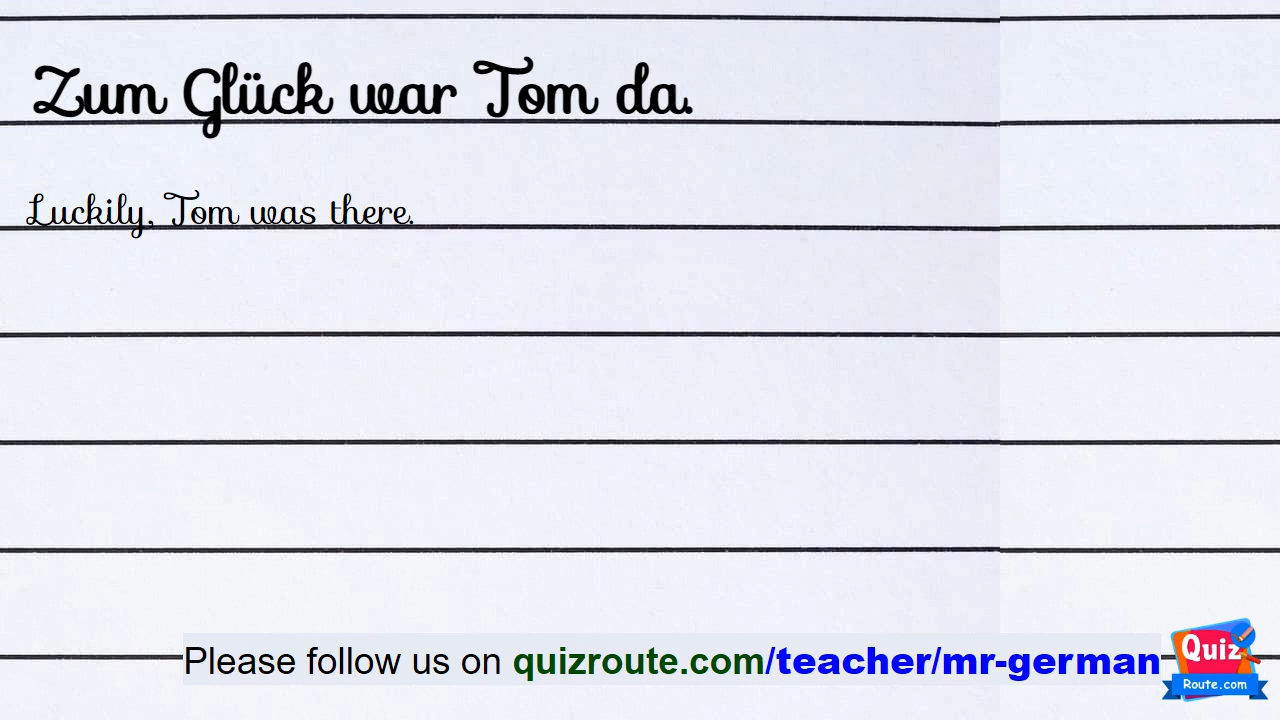 Zum Glück war Tom da.
Luckily, Tom was there.
Please follow us on quizroute.com/teacher/mr-german
Quiz
Route.com